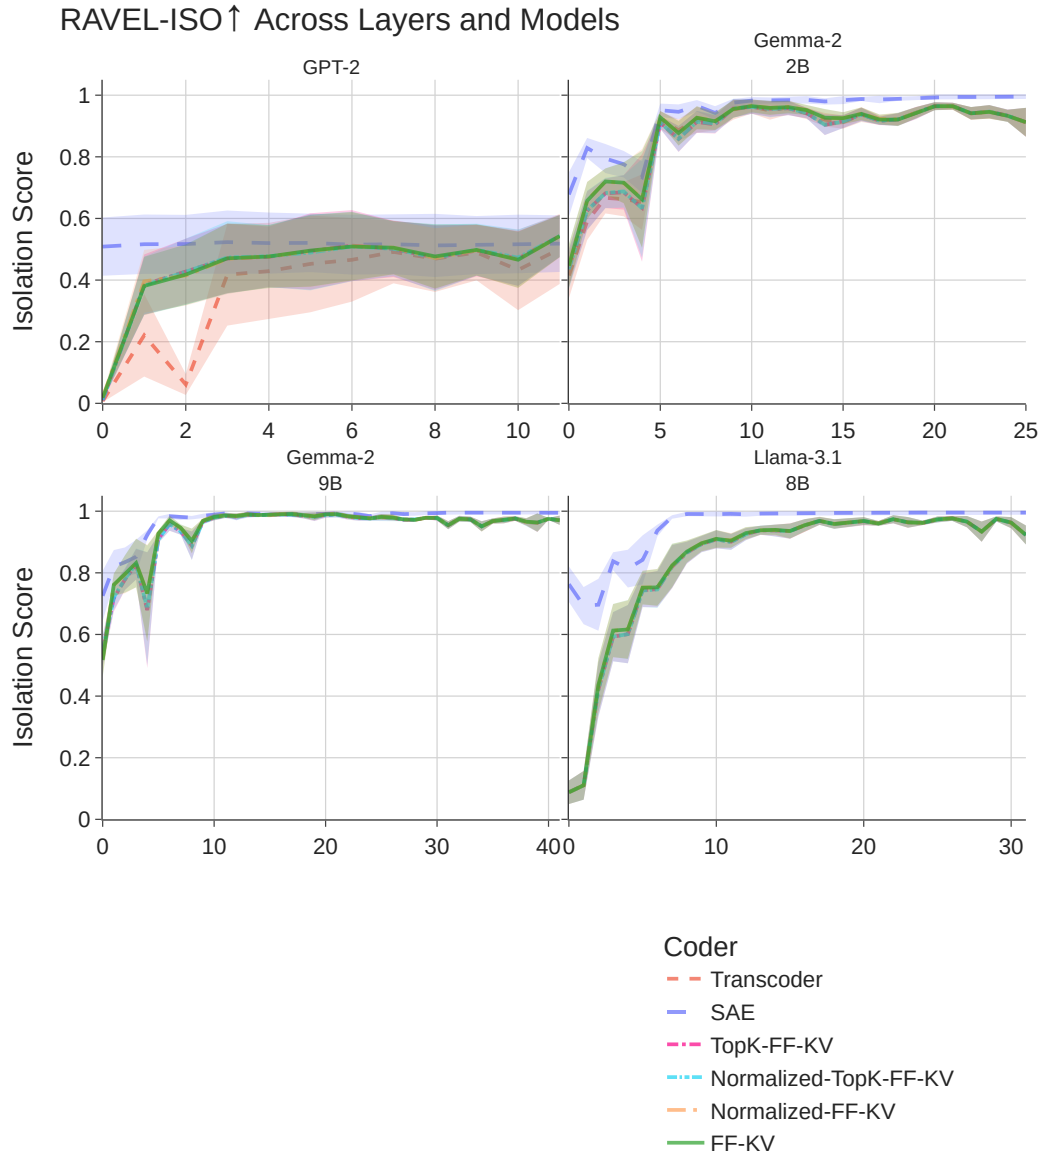 RAVEL-ISO↑ Across Layers and Models
GPT-2
Gemma-2
2B
Isolation Score
1
0.8
0.6
0.4
0.2
0
0 2 4 6 8 10
0 5 10 15 20 25
Gemma-2
9B
Llama-3.1
8B
Isolation Score
1
0.8
0.6
0.4
0.2
0
0 10 20 30 40
0 10 20 30
Coder
Transcoder
SAE
TopK-FF-KV
Normalized-TopK-FF-KV
Normalized-FF-KV
FF-KV